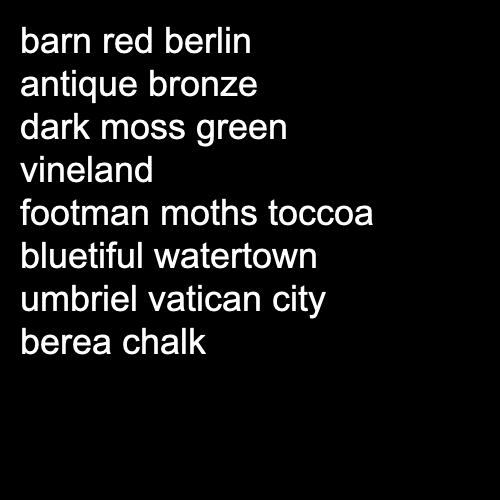 barn red berlin
antique bronze
dark moss green
vineland
footman moths toccoa
bluetiful watertown
umbriel vatican city
berea chalk